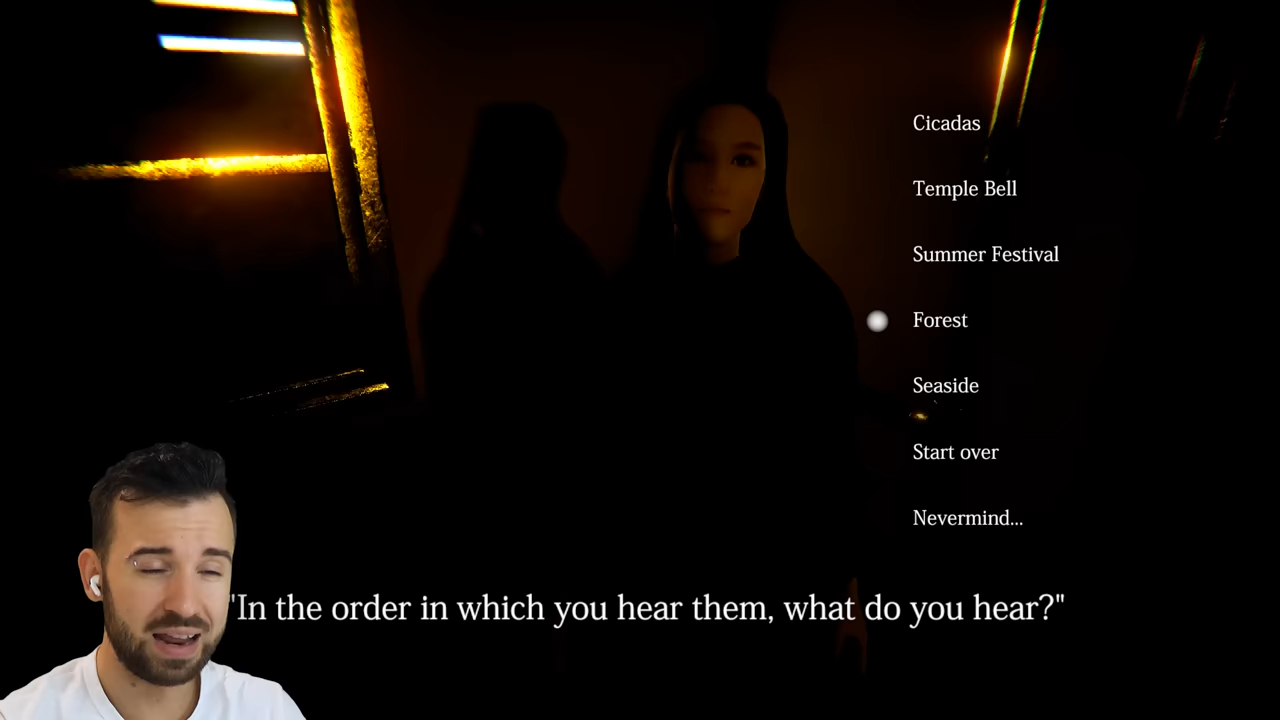 Cicadas
Temple Bell
Summer Festival
Forest
Seaside
Start over
Nevermind...
"In the order in which you hear them, what do you hear?"